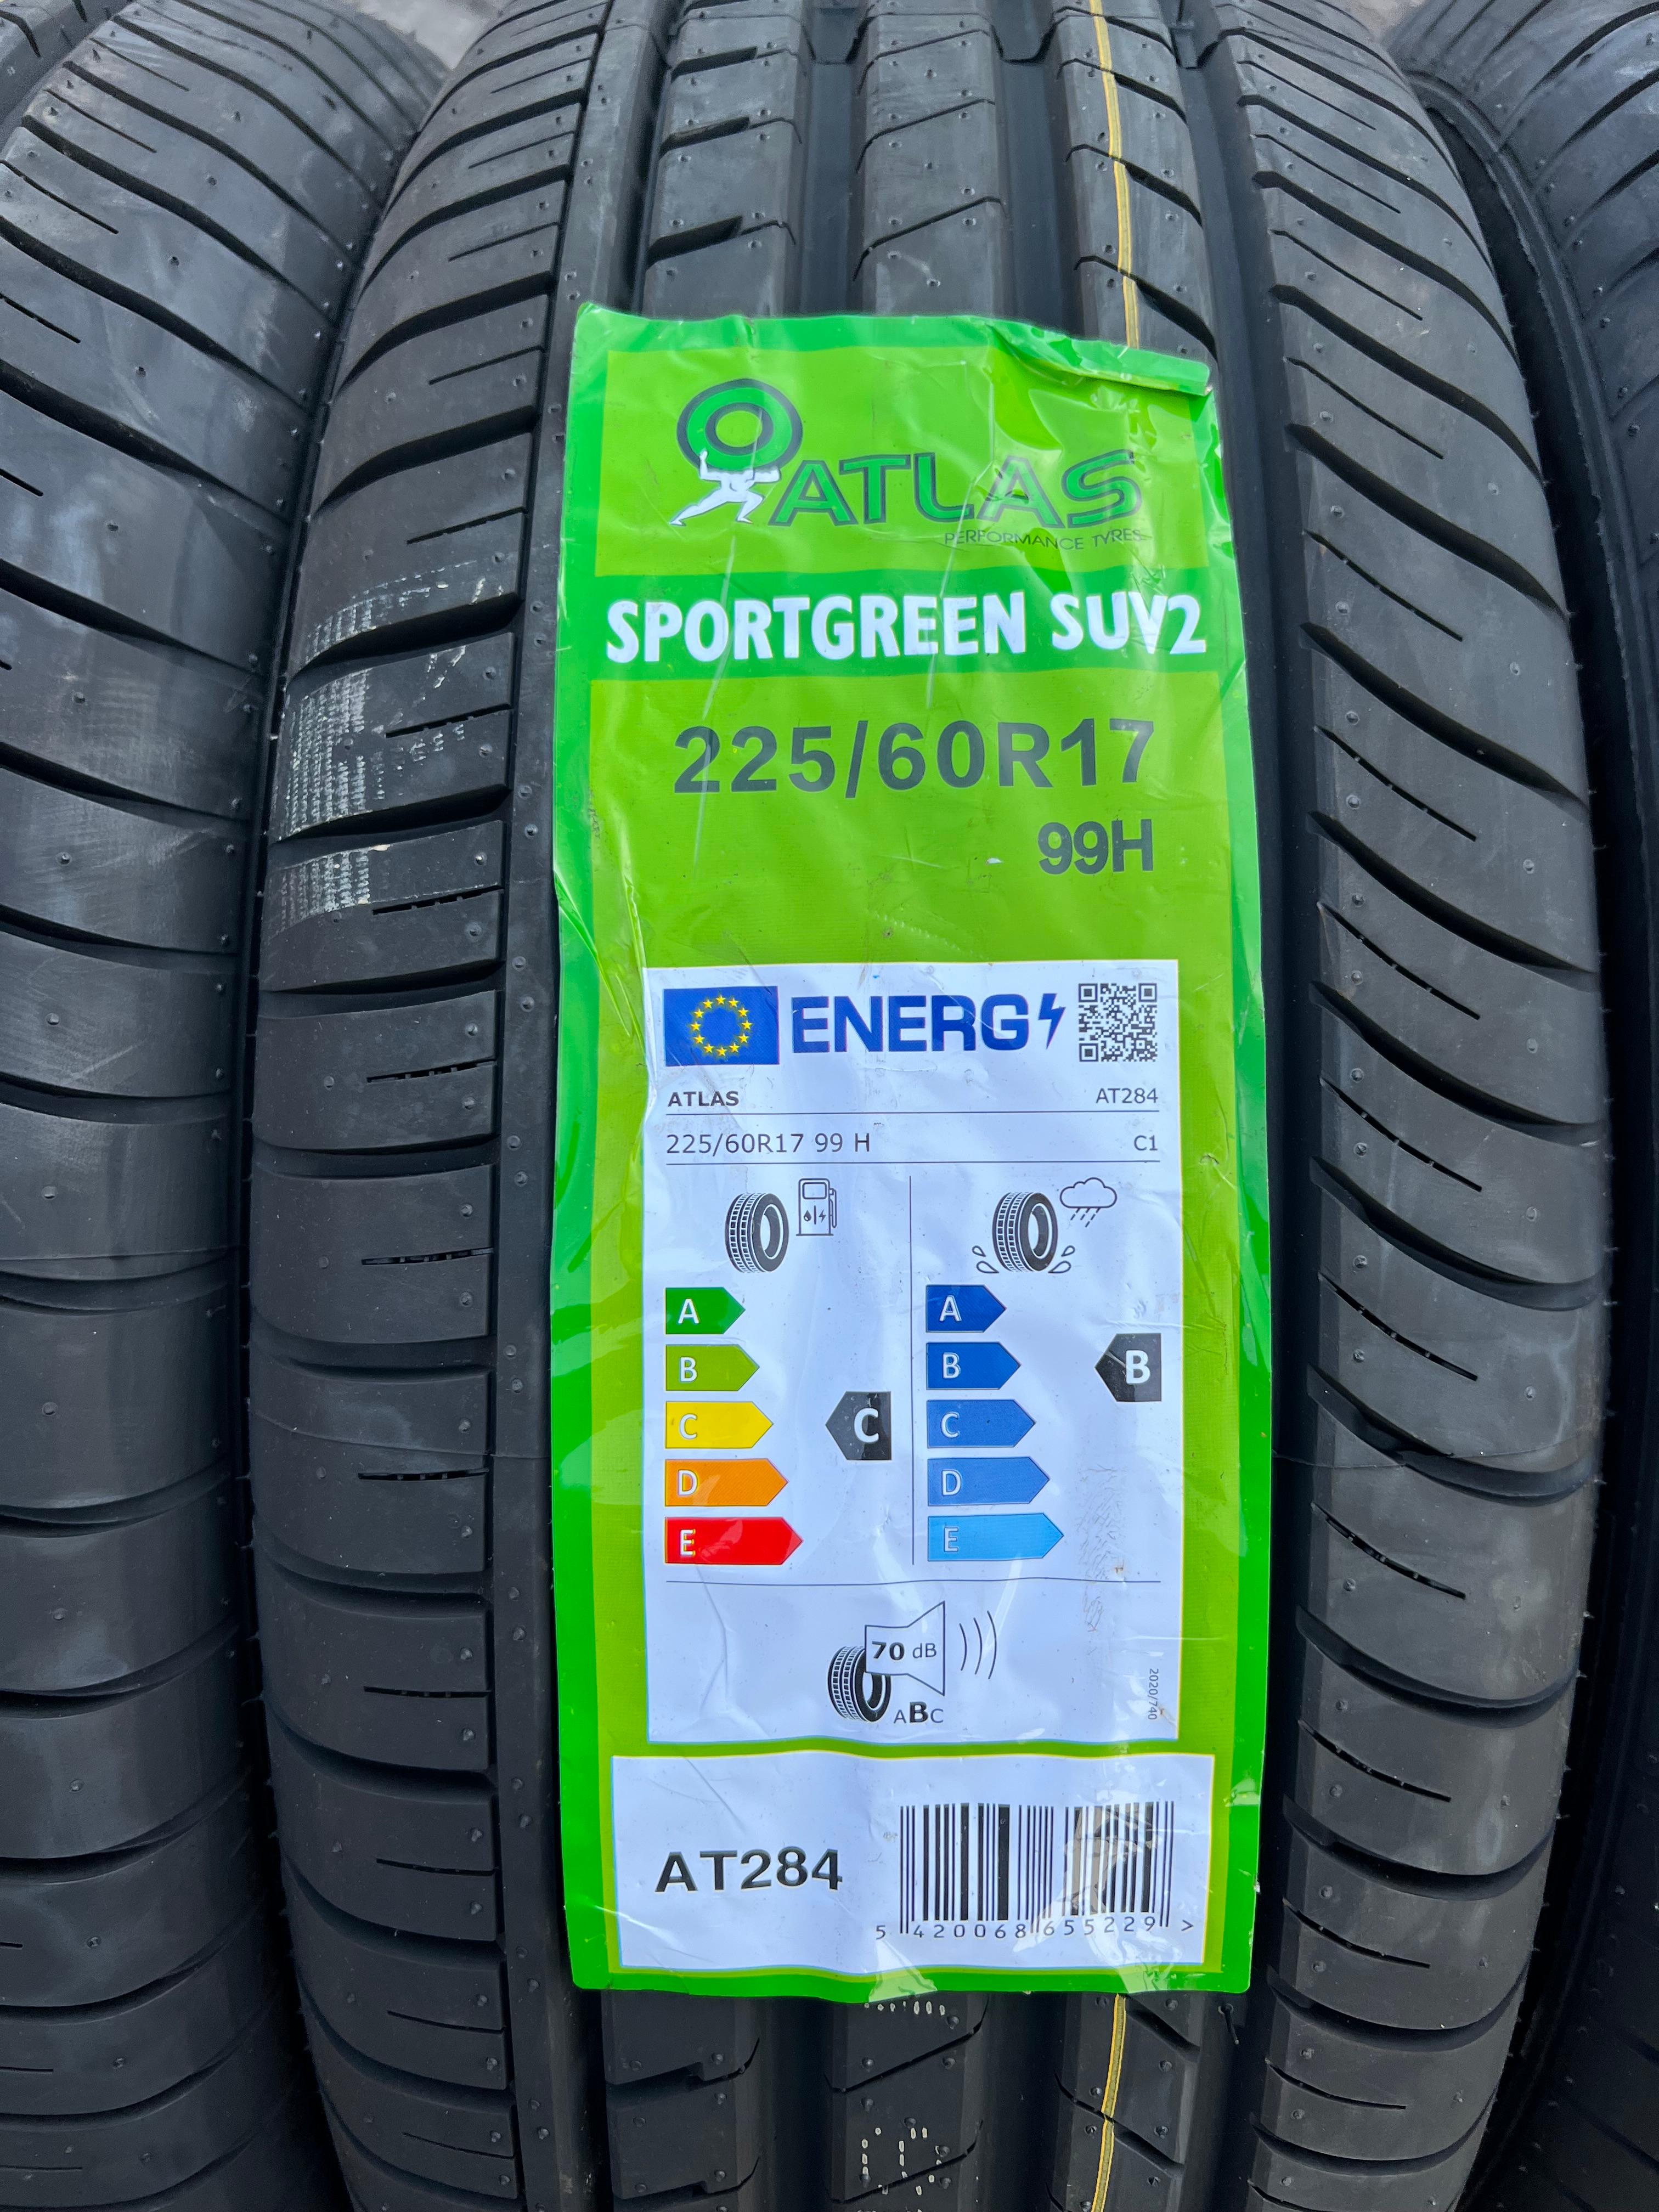 ATLAS
PERFORMANCE TYRES
SPORTGREEN SUV2
225/60R17
99H
ENERG
ATLAS AT284
225/60R17 99 H C1
A A
B B B
C C C
D D
E E
70 dB
ABC
2020/740
AT284
5 420068 655229 >